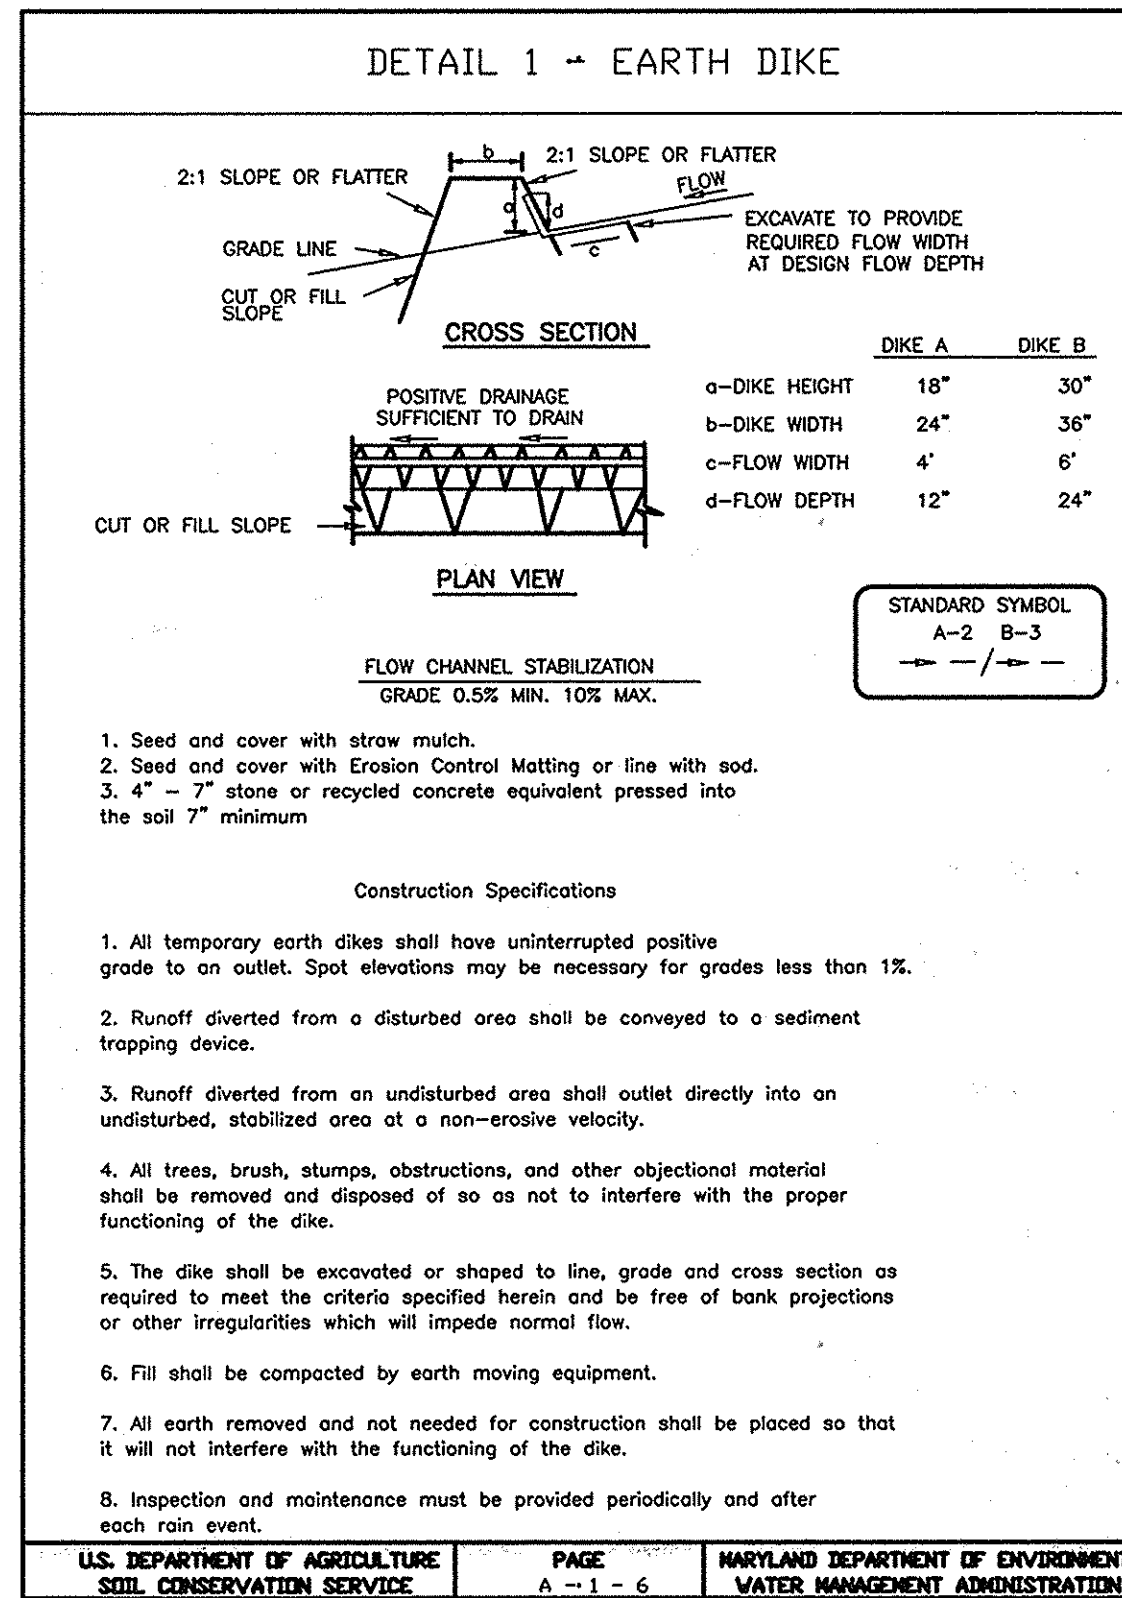 DETAIL 1 - EARTH DIKE
b
2:1 SLOPE OR FLATTER
2:1 SLOPE OR FLATTER
FLOW
a
d
EXCAVATE TO PROVIDE
REQUIRED FLOW WIDTH
AT DESIGN FLOW DEPTH
GRADE LINE
c
CUT OR FILL
SLOPE
CROSS SECTION
DIKE A DIKE B
a-DIKE HEIGHT 18" 30"
b-DIKE WIDTH 24" 36"
c-FLOW WIDTH 4' 6'
d-FLOW DEPTH 12" 24"
POSITIVE DRAINAGE
SUFFICIENT TO DRAIN
CUT OR FILL SLOPE
PLAN VIEW
STANDARD SYMBOL
A-2 B-3
FLOW CHANNEL STABILIZATION
GRADE 0.5% MIN. 10% MAX.
1. Seed and cover with straw mulch.
2. Seed and cover with Erosion Control Matting or line with sod.
3. 4" - 7" stone or recycled concrete equivalent pressed into
the soil 7" minimum
Construction Specifications
1. All temporary earth dikes shall have uninterrupted positive
grade to an outlet. Spot elevations may be necessary for grades less than 1%.
2. Runoff diverted from a disturbed area shall be conveyed to a sediment
trapping device.
3. Runoff diverted from an undisturbed area shall outlet directly into an
undisturbed, stabilized area at a non-erosive velocity.
4. All trees, brush, stumps, obstructions, and other objectional material
shall be removed and disposed of so as not to interfere with the proper
functioning of the dike.
5. The dike shall be excavated or shaped to line, grade and cross section as
required to meet the criteria specified herein and be free of bank projections
or other irregularities which will impede normal flow.
6. Fill shall be compacted by earth moving equipment.
7. All earth removed and not needed for construction shall be placed so that
it will not interfere with the functioning of the dike.
8. Inspection and maintenance must be provided periodically and after
each rain event.
U.S. DEPARTMENT OF AGRICULTURE
SOIL CONSERVATION SERVICE
PAGE
A - 1 - 6
MARYLAND DEPARTMENT OF ENVIRONMENT
WATER MANAGEMENT ADMINISTRATION